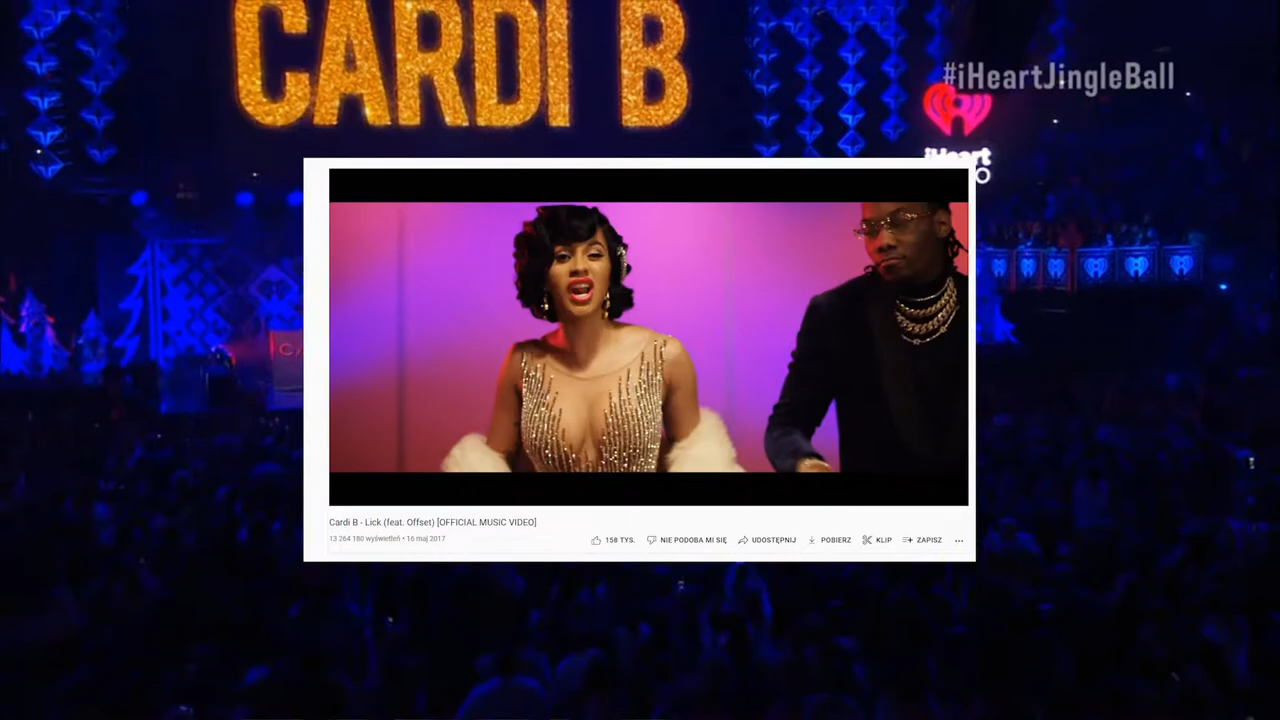 CARDI B
#iHeartJingleBall
iHeart
Cardi B - Lick (feat. Offset) [OFFICIAL MUSIC VIDEO]
13 264 180 wyświetleń • 16 maj 2017
158 TYS. NIE PODOBA MI SIĘ UDOSTĘPNIJ POBIERZ KLIP ZAPISZ